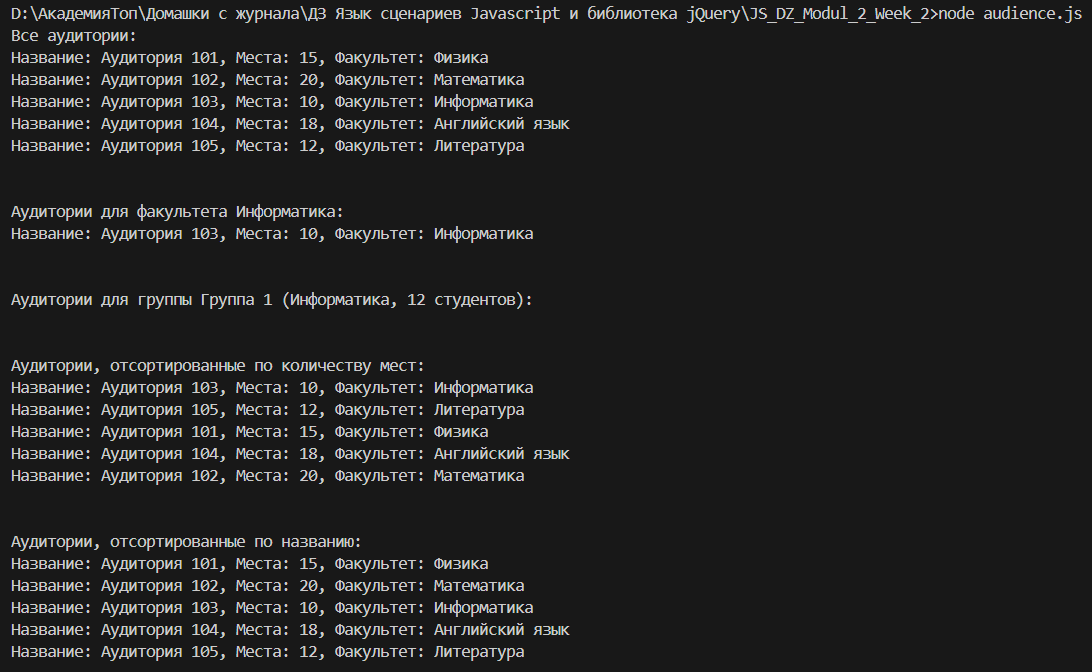 D:\АкадемияТоп\Домашки с журнала\ДЗ Язык сценариев Javascript и библиотека jQuery\JS_DZ_Modul_2_Week_2>node audience.js
Все аудитории:
Название: Аудитория 101, Места: 15, Факультет: Физика
Название: Аудитория 102, Места: 20, Факультет: Математика
Название: Аудитория 103, Места: 10, Факультет: Информатика
Название: Аудитория 104, Места: 18, Факультет: Английский язык
Название: Аудитория 105, Места: 12, Факультет: Литература
Аудитории для факультета Информатика:
Название: Аудитория 103, Места: 10, Факультет: Информатика
Аудитории для группы Группа 1 (Информатика, 12 студентов):
Аудитории, отсортированные по количеству мест:
Название: Аудитория 103, Места: 10, Факультет: Информатика
Название: Аудитория 105, Места: 12, Факультет: Литература
Название: Аудитория 101, Места: 15, Факультет: Физика
Название: Аудитория 104, Места: 18, Факультет: Английский язык
Название: Аудитория 102, Места: 20, Факультет: Математика
Аудитории, отсортированные по названию:
Название: Аудитория 101, Места: 15, Факультет: Физика
Название: Аудитория 102, Места: 20, Факультет: Математика
Название: Аудитория 103, Места: 10, Факультет: Информатика
Название: Аудитория 104, Места: 18, Факультет: Английский язык
Название: Аудитория 105, Места: 12, Факультет: Литература